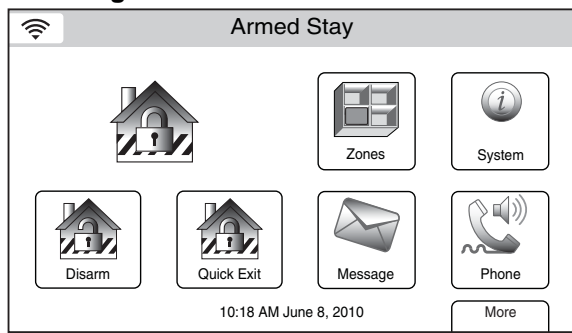 Armed Stay
Zones
System
Disarm
Quick Exit
Message
Phone
10:18 AM June 8, 2010
More